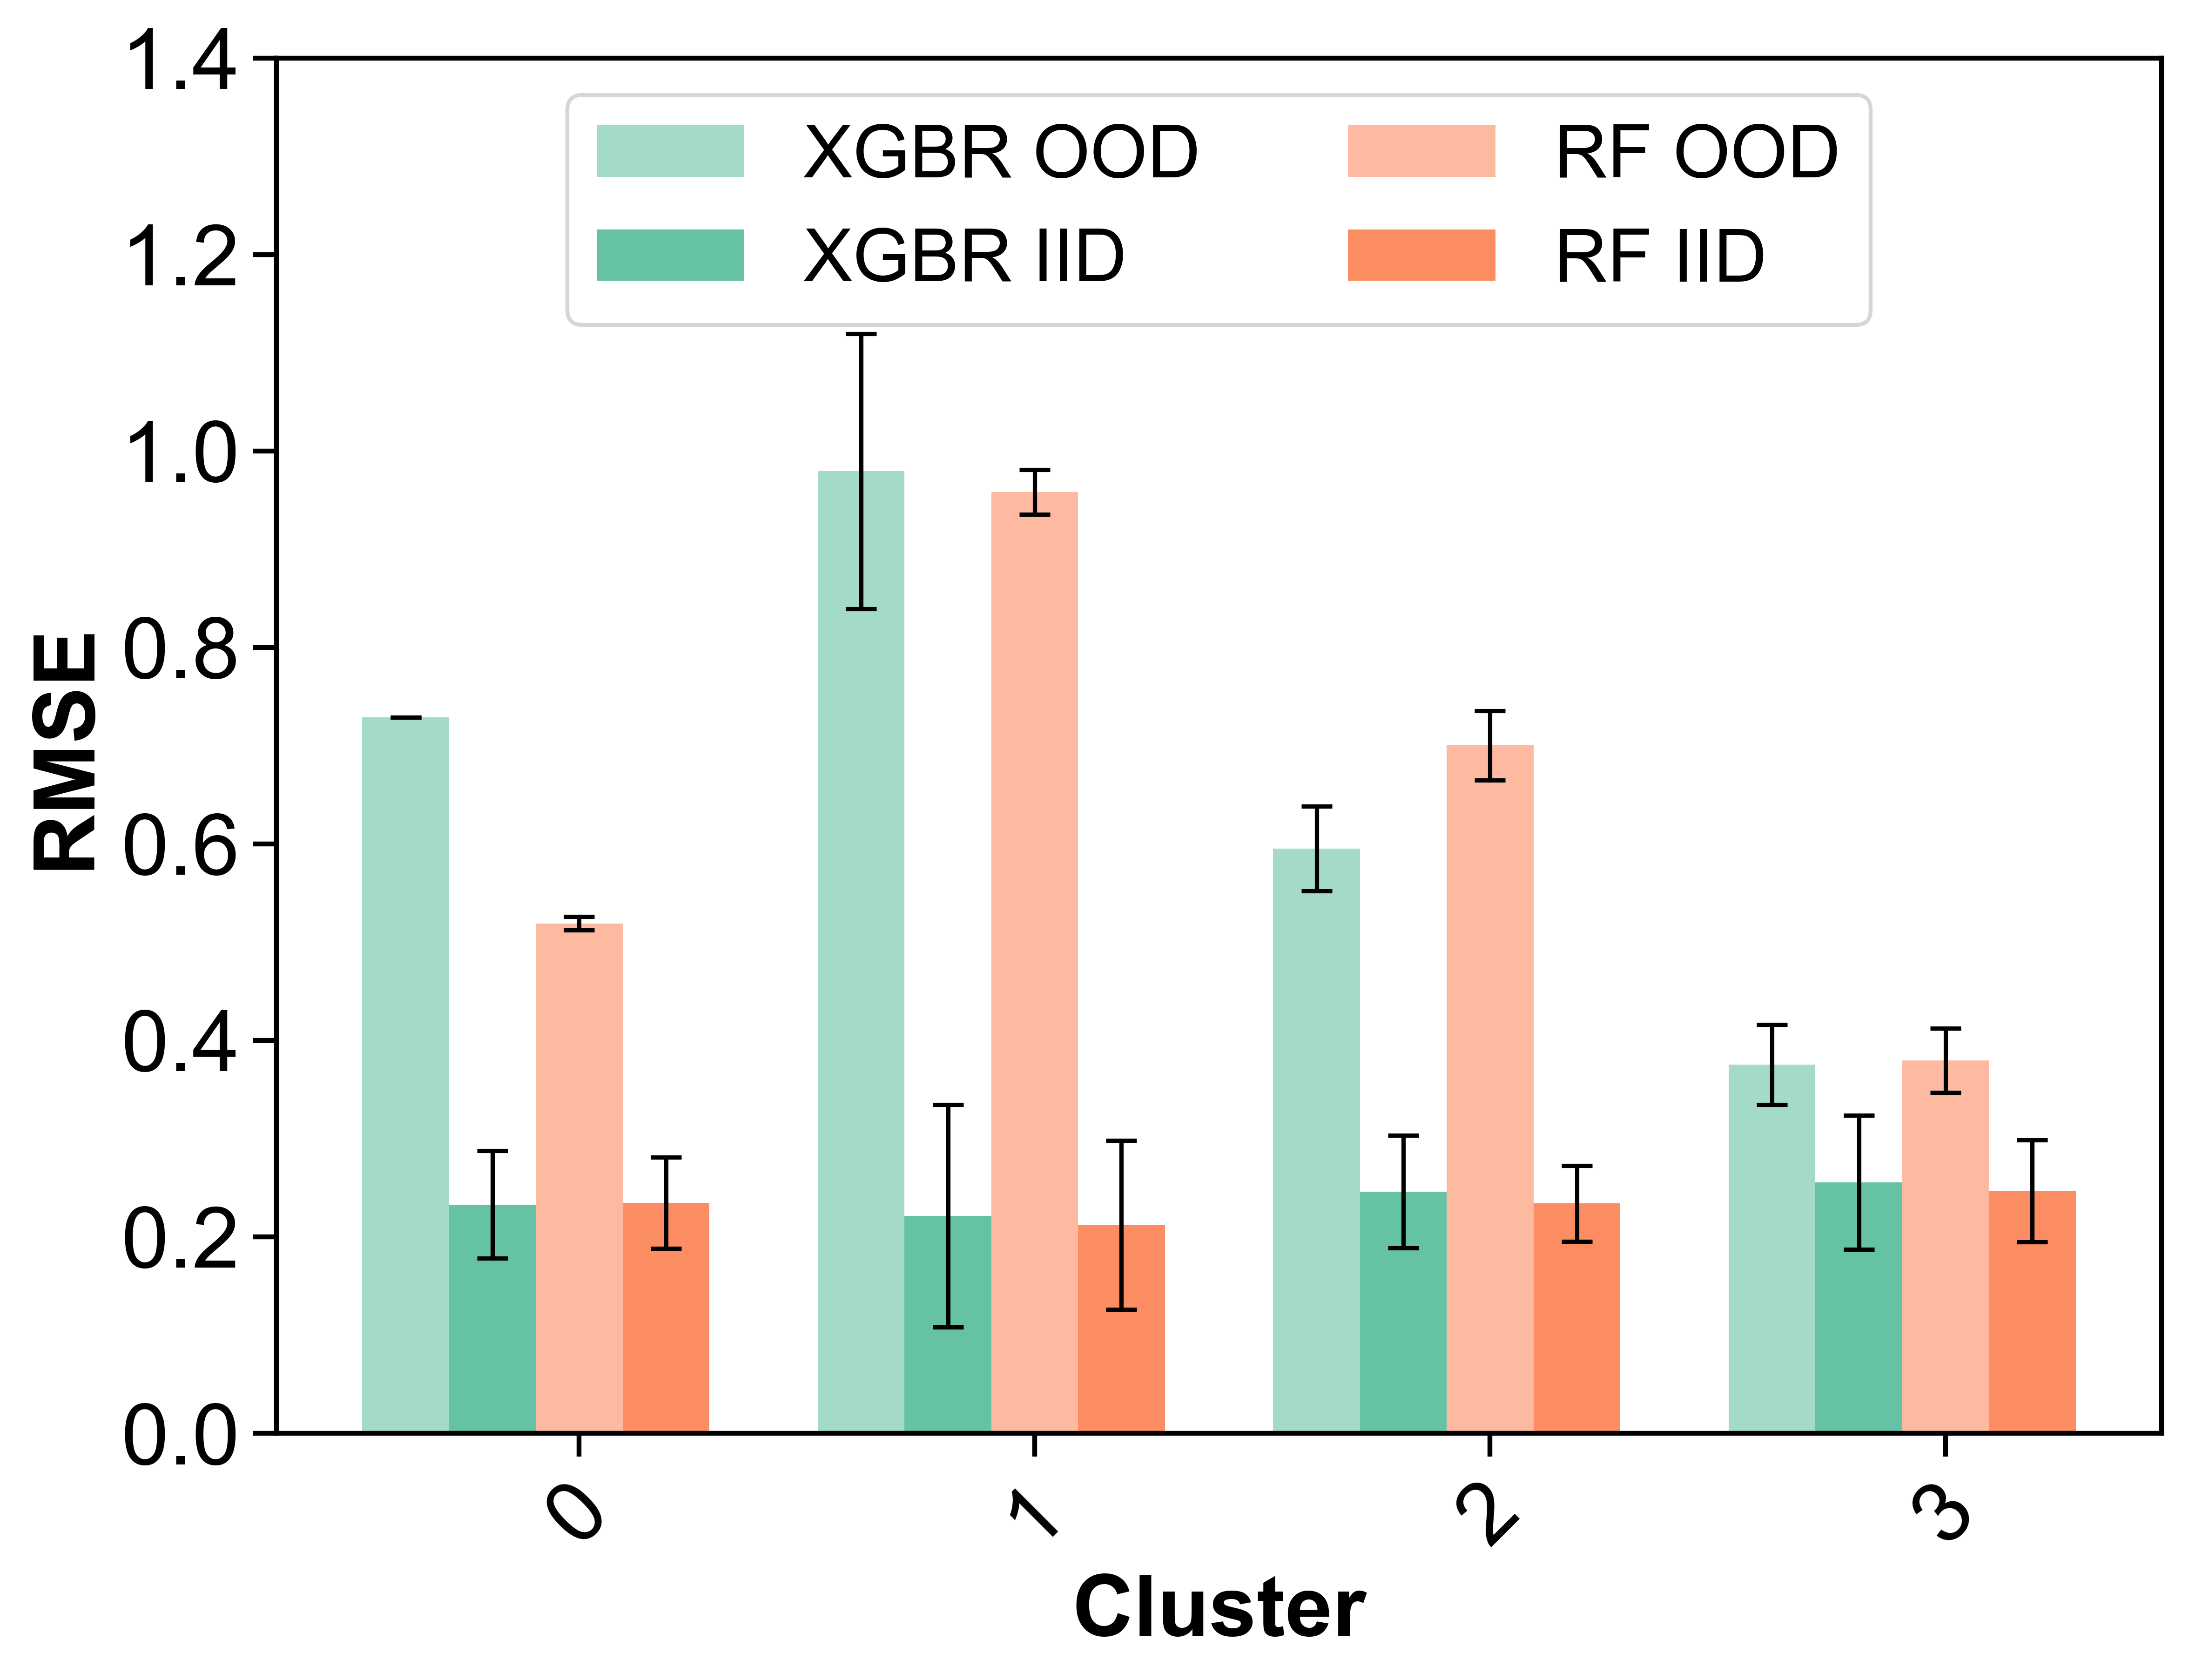 1.4
1.2
1.0
0.8
0.6
0.4
0.2
0.0
RMSE
XGBR OOD
XGBR IID
RF OOD
RF IID
0
1
2
3
Cluster